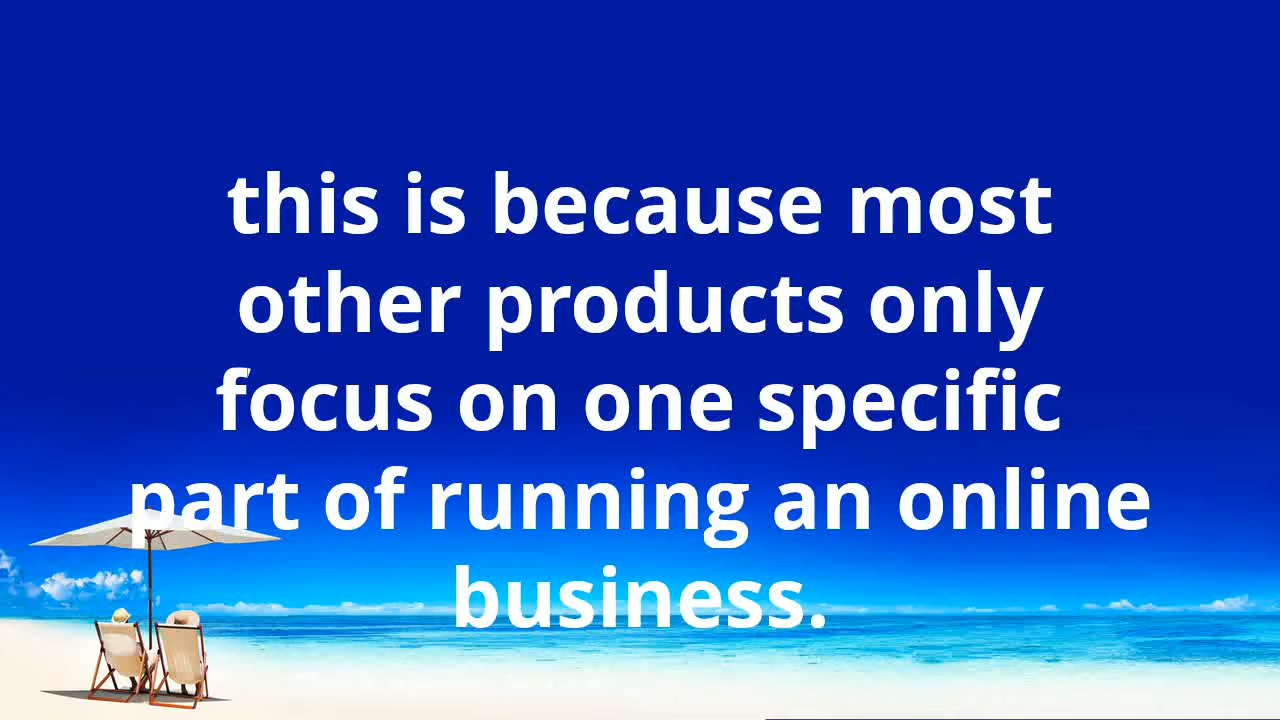 this is because most
other products only
focus on one specific
part of running an online
business.